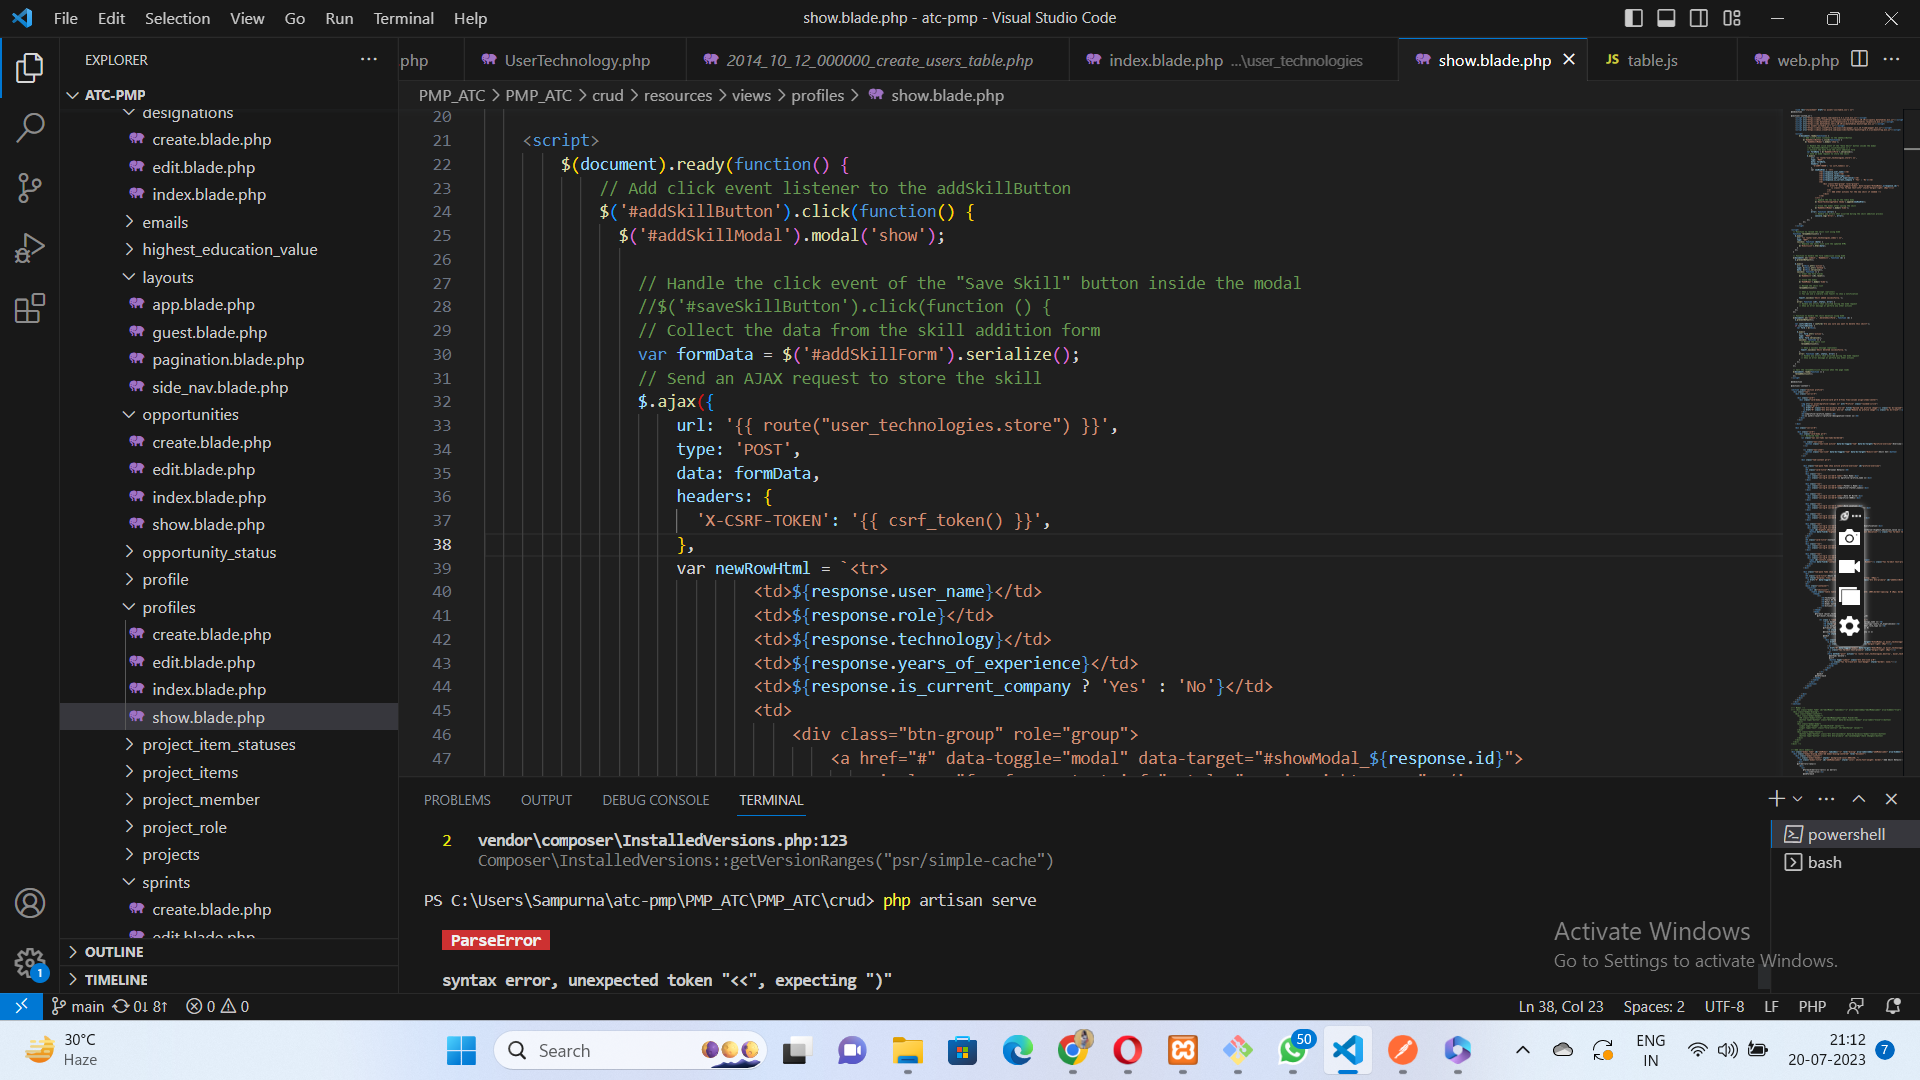 File Edit Selection View Go Run Terminal Help
show.blade.php - atc-pmp - Visual Studio Code
EXPLORER
ATC-PMP
designations
create.blade.php
edit.blade.php
index.blade.php
emails
highest_education_value
layouts
app.blade.php
guest.blade.php
pagination.blade.php
side_nav.blade.php
opportunities
create.blade.php
edit.blade.php
index.blade.php
show.blade.php
opportunity_status
profile
profiles
create.blade.php
edit.blade.php
index.blade.php
show.blade.php
project_item_statuses
project_items
project_member
project_role
projects
sprints
create.blade.php
edit.blade.php
OUTLINE
TIMELINE
php UserTechnology.php 2014_10_12_000000_create_users_table.php index.blade.php ...\user_technologies show.blade.php JS table.js web.php
PMP_ATC > PMP_ATC > crud > resources > views > profiles > show.blade.php
20
21 <script>
22 $(document).ready(function() {
23 // Add click event listener to the addSkillButton
24 $('#addSkillButton').click(function() {
25 $('#addSkillModal').modal('show');
26
27 // Handle the click event of the "Save Skill" button inside the modal
28 //$('#saveSkillButton').click(function () {
29 // Collect the data from the skill addition form
30 var formData = $('#addSkillForm').serialize();
31 // Send an AJAX request to store the skill
32 $.ajax({
33 url: '{{ route("user_technologies.store") }}',
34 type: 'POST',
35 data: formData,
36 headers: {
37 'X-CSRF-TOKEN': '{{ csrf_token() }}',
38 },
39 var newRowHtml = `<tr>
40 <td>${response.user_name}</td>
41 <td>${response.role}</td>
42 <td>${response.technology}</td>
43 <td>${response.years_of_experience}</td>
44 <td>${response.is_current_company ? 'Yes' : 'No'}</td>
45 <td>
46 <div class="btn-group" role="group">
47 <a href="#" data-toggle="modal" data-target="#showModal_${response.id}">
PROBLEMS OUTPUT DEBUG CONSOLE TERMINAL
2 vendor\composer\InstalledVersions.php:123
Composer\InstalledVersions::getVersionRanges("psr/simple-cache")
PS C:\Users\Sampurna\atc-pmp\PMP_ATC\PMP_ATC\crud> php artisan serve
ParseError
syntax error, unexpected token "<<", expecting ")"
powershell
bash
Activate Windows
Go to Settings to activate Windows.
1
main 0↓ 8↑ 0 0
Ln 38, Col 23 Spaces: 2 UTF-8 LF PHP
30°C
Haze
Search
50
ENG
IN
21:12
20-07-2023
7